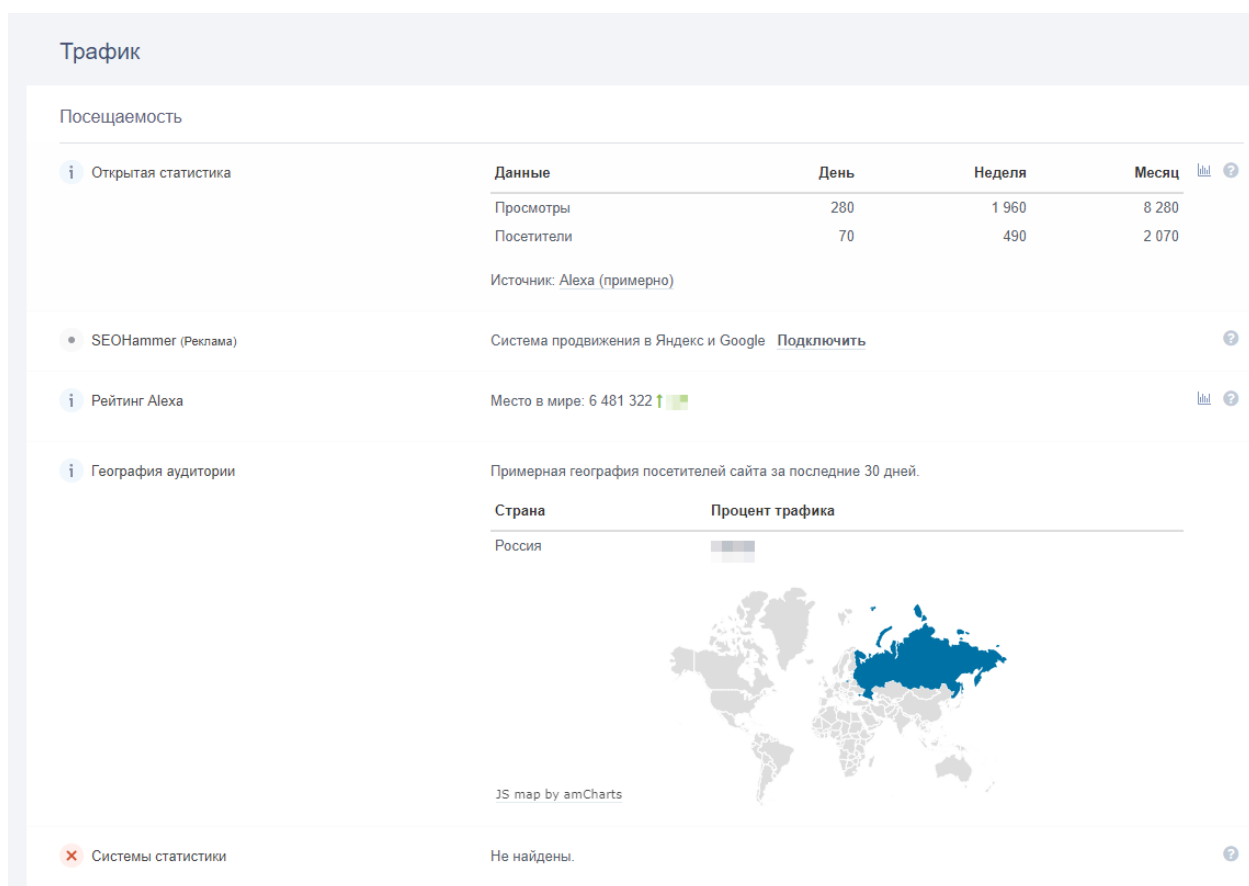 Трафик
Посещаемость
Открытая статистика
Данные День Неделя Месяц
Просмотры 280 1 960 8 280
Посетители 70 490 2 070
Источник: Alexa (примерно)
SEOHammer (Реклама) Система продвижения в Яндекс и Google Подключить
Рейтинг Alexa Место в мире: 6 481 322
География аудитории Примерная география посетителей сайта за последние 30 дней.
Страна Процент трафика
Россия
JS map by amCharts
Системы статистики Не найдены.